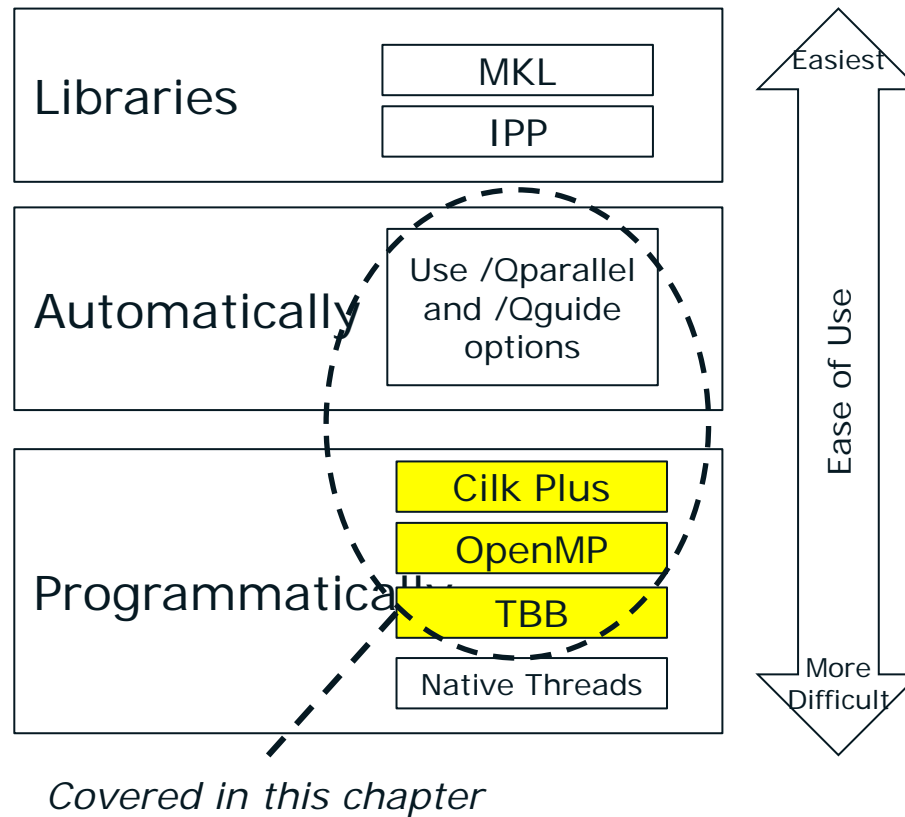 Libraries
MKL
IPP
Automatically
Use /Qparallel
and /Qguide
options
Programmatically
Cilk Plus
OpenMP
TBB
Native Threads
Covered in this chapter
Easiest
Ease of Use
More
Difficult